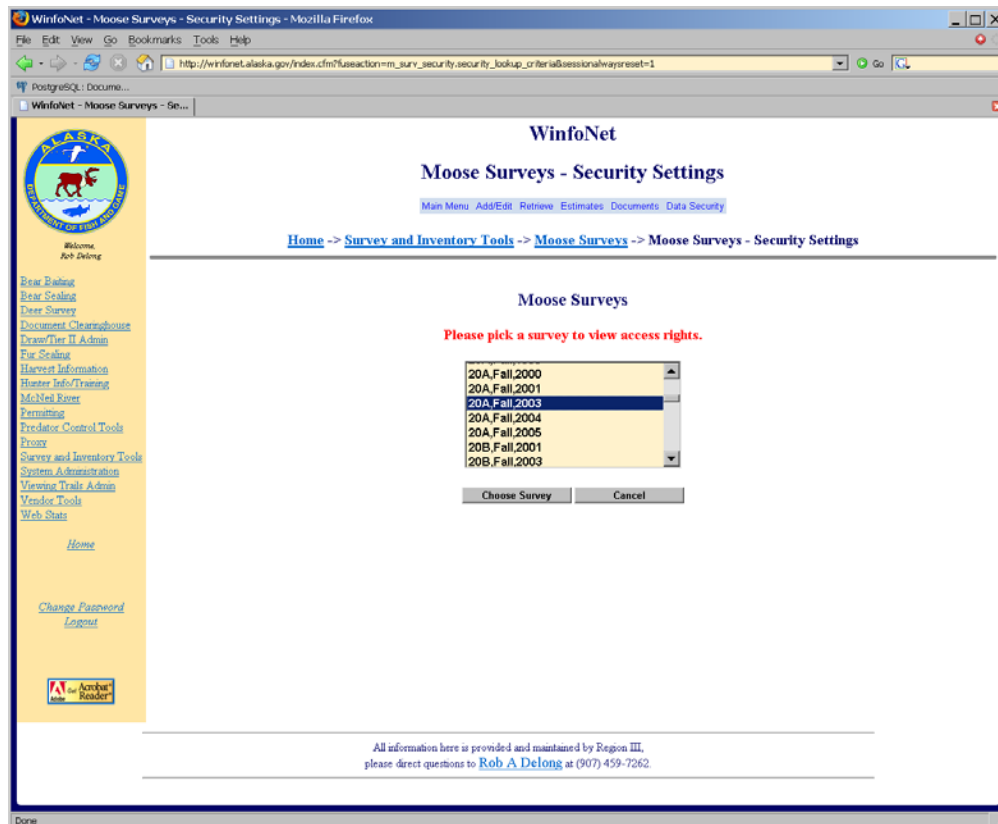 WinfoNet - Moose Surveys - Security Settings - Mozilla Firefox
File Edit View Go Bookmarks Tools Help
http://winfonet.alaska.gov/index.cfm?fuseaction=m_surv_security.security_lookup_criteria&sessionalwaysreset=1
Go
G.
PostgreSQL: Docume...
WinfoNet - Moose Surveys - Se...
ALASKA
DEPARTMENT OF FISH AND GAME
Welcome,
Rob Delong
Bear Baiting
Bear Sealing
Deer Survey
Document Clearinghouse
Draw/Tier II Admin
Fur Sealing
Harvest Information
Hunter Info/Training
McNeil River
Permitting
Predator Control Tools
Proxy
Survey and Inventory Tools
System Administration
Viewing Trails Admin
Vendor Tools
Web Stats
Home
Change Password
Logout
Adobe
Get Acrobat
Reader
WinfoNet
Moose Surveys - Security Settings
Main Menu Add/Edit Retrieve Estimates Documents Data Security
Home -> Survey and Inventory Tools -> Moose Surveys -> Moose Surveys - Security Settings
Moose Surveys
Please pick a survey to view access rights.
20A,Fall,2000
20A,Fall,2001
20A,Fall,2003
20A,Fall,2004
20A,Fall,2005
20B,Fall,2001
20B,Fall,2003
Choose Survey Cancel
All information here is provided and maintained by Region III,
please direct questions to Rob A Delong at (907) 459-7262.
Done